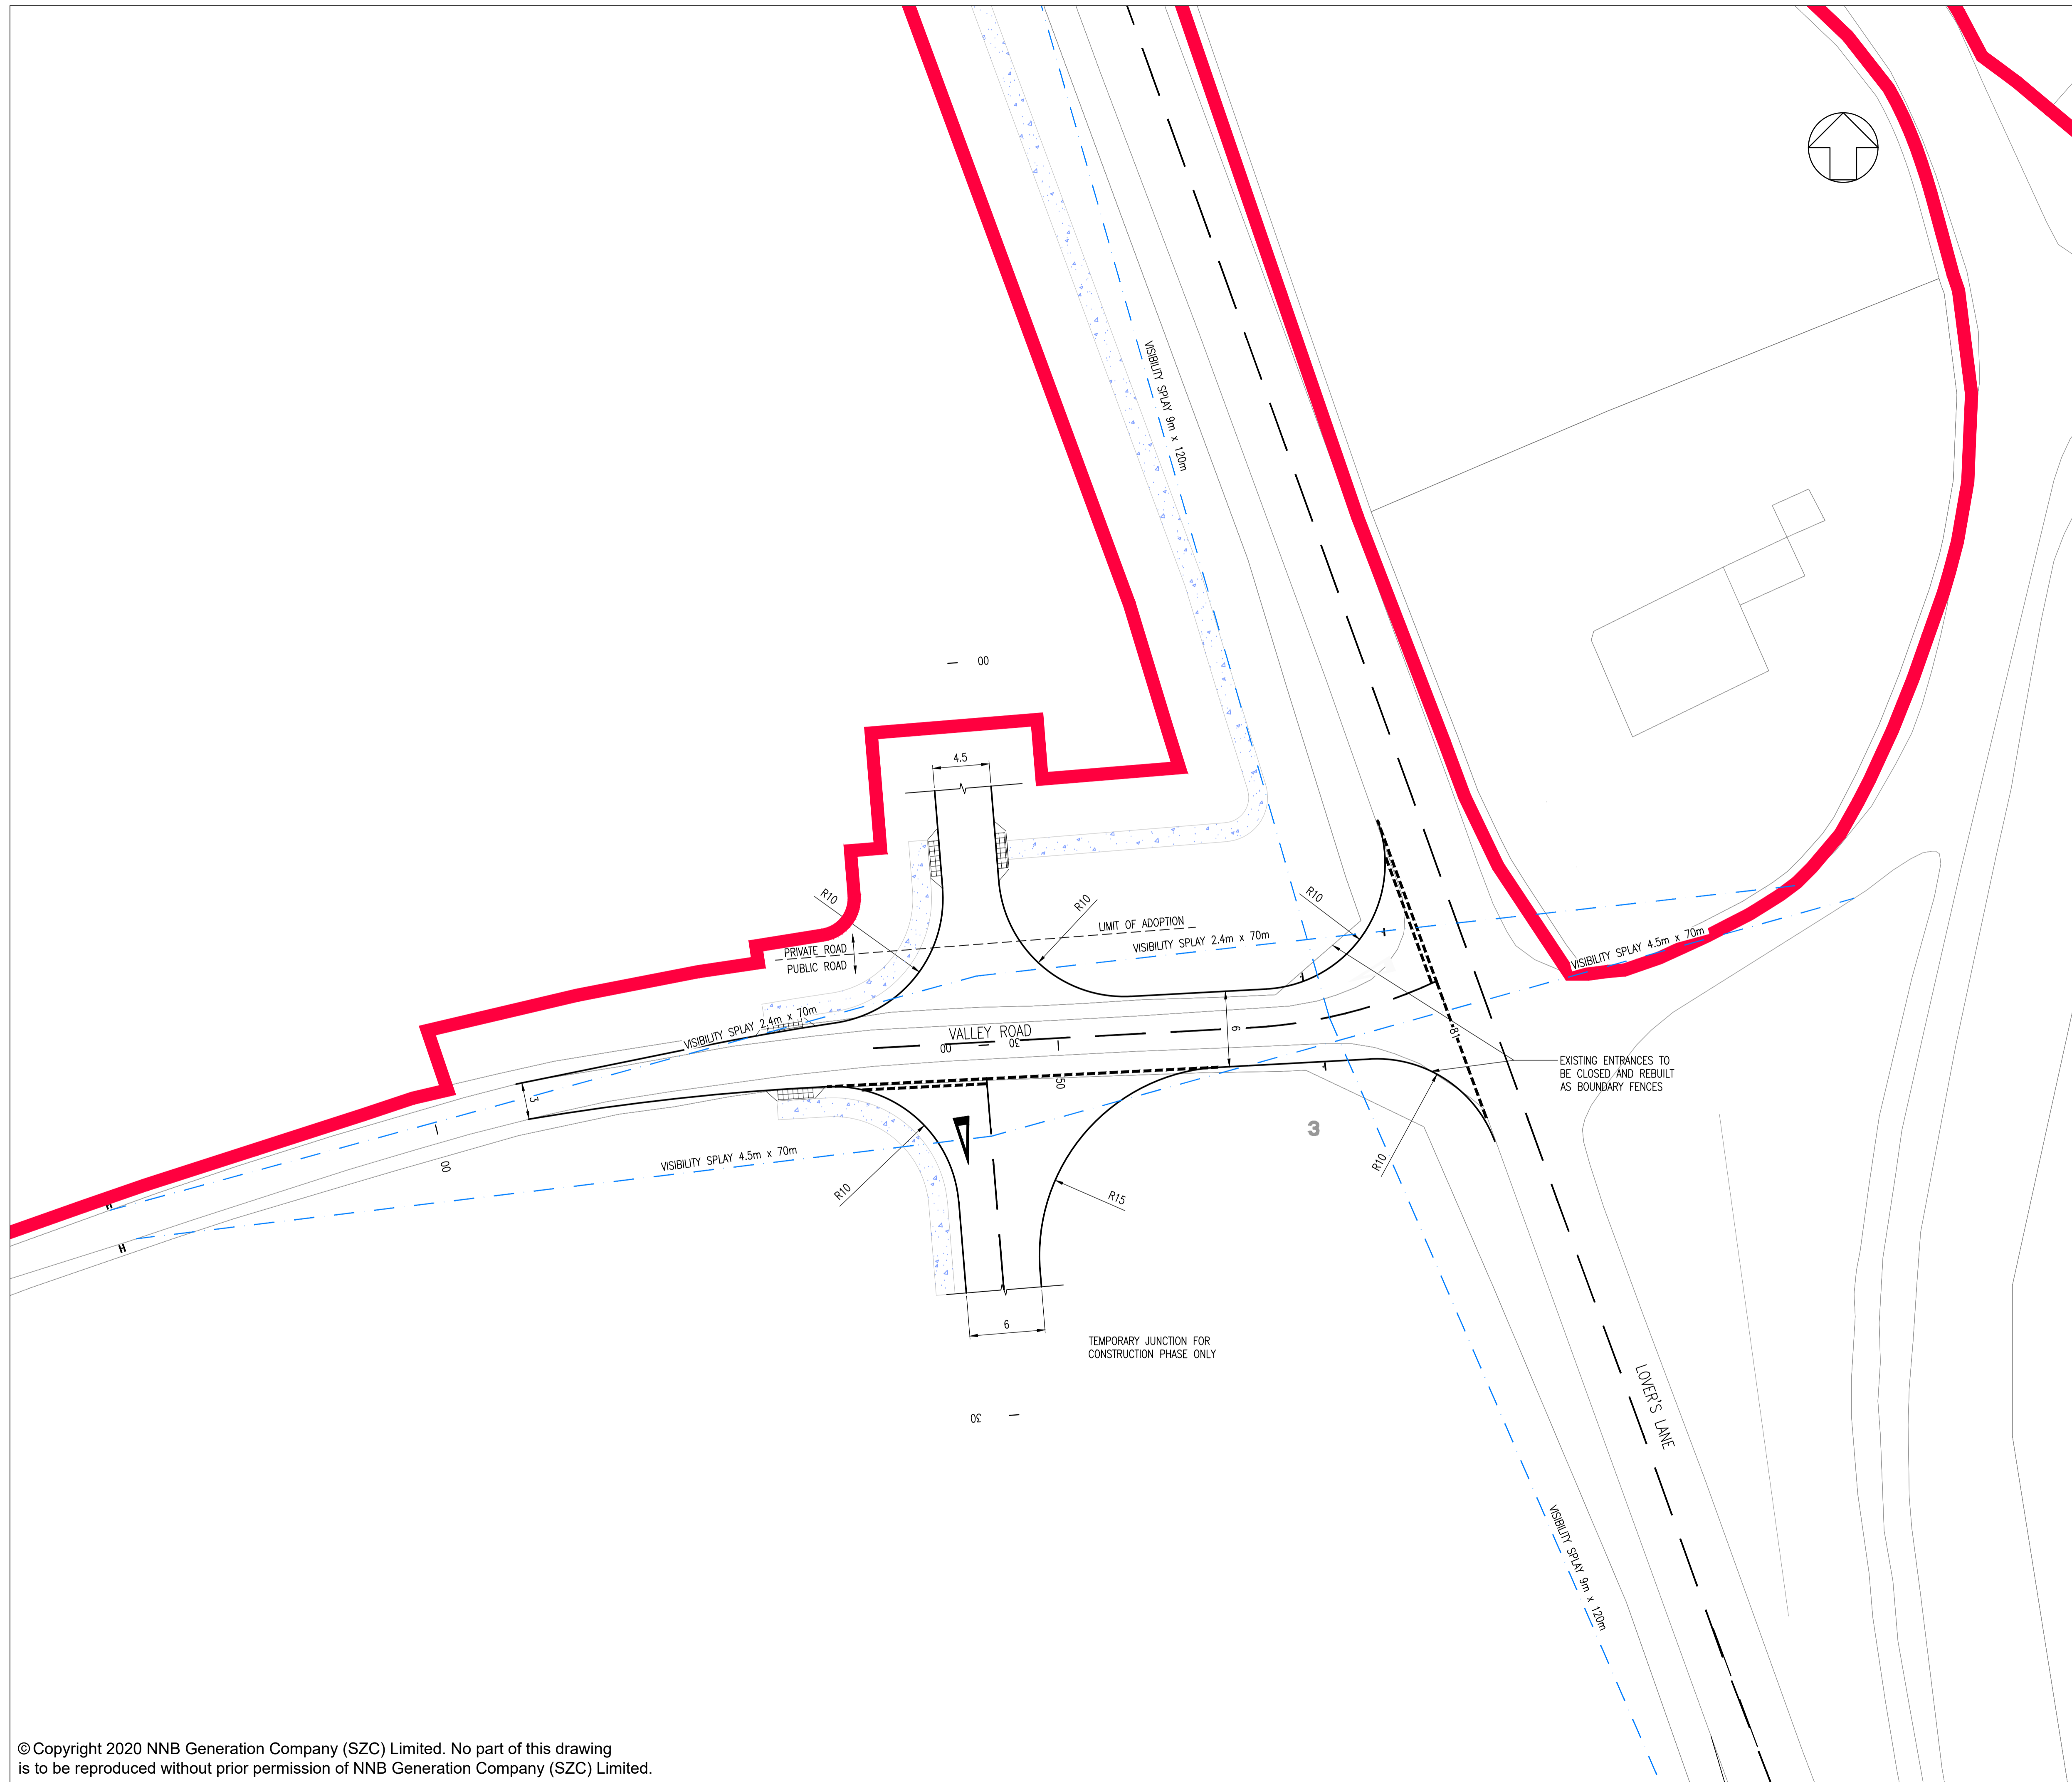 VISIBILITY SPLAY 9m x 120m
00
4.5
R10
R10
R10
LIMIT OF ADOPTION
PRIVATE ROAD
PUBLIC ROAD
VISIBILITY SPLAY 2.4m x 70m
VISIBILITY SPLAY 4.5m x 70m
VISIBILITY SPLAY 2.4m x 70m
VALLEY ROAD
00
30
6
50
18
EXISTING ENTRANCES TO
BE CLOSED AND REBUILT
AS BOUNDARY FENCES
3
3
00
VISIBILITY SPLAY 4.5m x 70m
R10
R15
R10
6
TEMPORARY JUNCTION FOR
CONSTRUCTION PHASE ONLY
30
LOVER'S LANE
VISIBILITY SPLAY 9m x 120m
© Copyright 2020 NNB Generation Company (SZC) Limited. No part of this drawing
is to be reproduced without prior permission of NNB Generation Company (SZC) Limited.